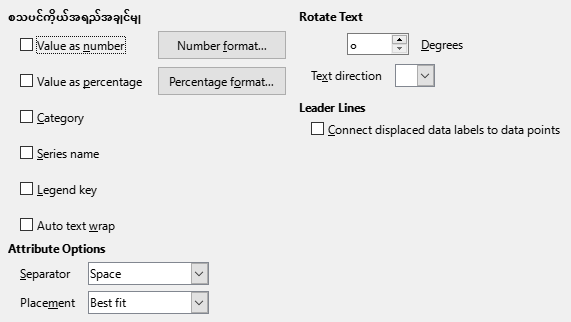 စသပင်ကိုယ်အရည်အချင်မျ
Value as number
Number format...
Value as percentage
Percentage format...
Category
Series name
Legend key
Auto text wrap
Attribute Options
Separator
Space
Placement
Best fit
Rotate Text
၀
Degrees
Text direction
Leader Lines
Connect displaced data labels to data points